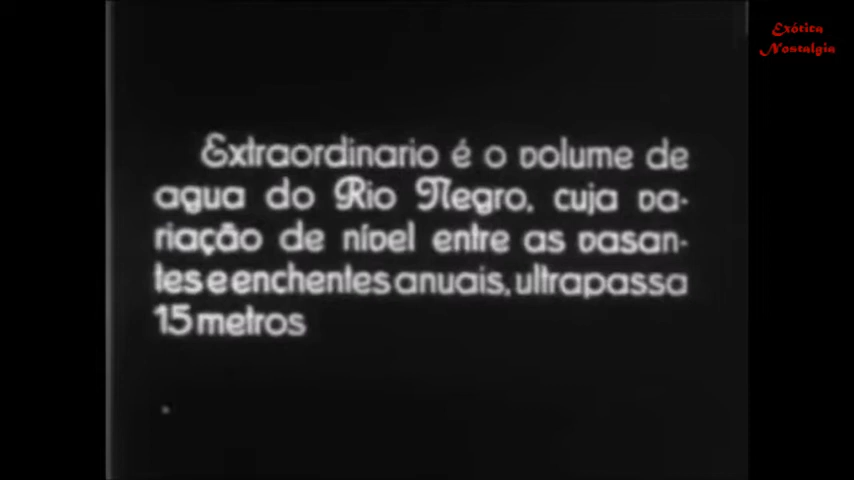 Exótica
Nostalgia
Extraordinario é o volume de
agua do Rio Negro, cuja va-
riação de nível entre as vasan-
tes e enchentes anuais, ultrapassa
15 metros